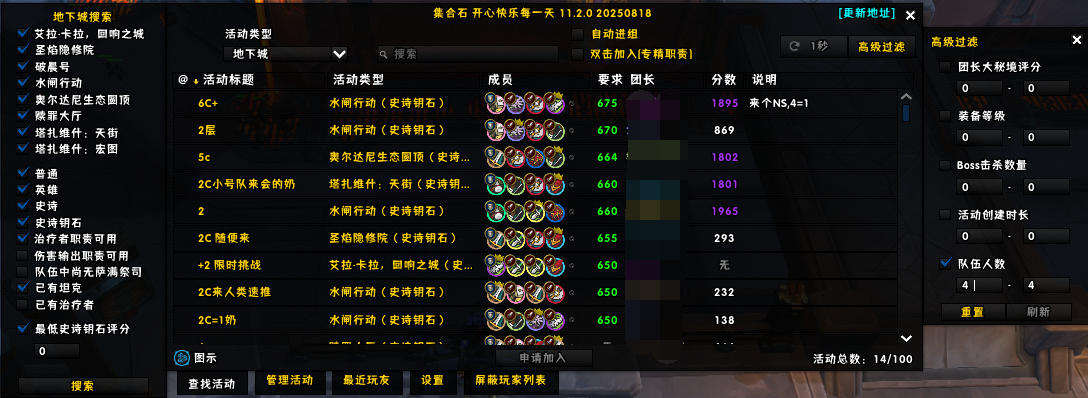 地下城搜索
艾拉-卡拉，回响之城
圣焰隐修院
破晨号
水闸行动
奥尔达尼生态圆顶
赎罪大厅
塔扎维什：天街
塔扎维什：宏图
普通
英雄
史诗
史诗钥石
治疗者职责可用
伤害输出职责可用
队伍中尚无萨满祭司
已有坦克
已有治疗者
最低史诗钥石评分
0
搜索
集合石 开心快乐每一天 11.2.0 20250818
[更新地址]
活动类型
地下城
搜索
自动进组
双击加入(专精职责)
1秒
高级过滤
@ 活动标题 活动类型 成员 要求 团长 分数 说明
6C+ 水闸行动（史诗钥石） 675 1895 来个NS,4=1
2层 水闸行动（史诗钥石） 670 869
5c 奥尔达尼生态圆顶（史诗... 664 1802
2C小号队来会的奶 塔扎维什：天街（史诗钥... 660 1801
2 水闸行动（史诗钥石） 660 1965
2C 随便来 圣焰隐修院（史诗钥石） 655 293
+2 限时挑战 艾拉-卡拉，回响之城（史... 650 无
2C来人类速推 水闸行动（史诗钥石） 650 232
2C=1奶 水闸行动（史诗钥石） 650 138
图示
申请加入
活动总数：14/100
查找活动
管理活动
最近玩友
设置
屏蔽玩家列表
高级过滤
团长大秘境评分
0 - 0
装备等级
0 - 0
Boss击杀数量
0 - 0
活动创建时长
0 - 0
队伍人数
4 - 4
重置
刷新